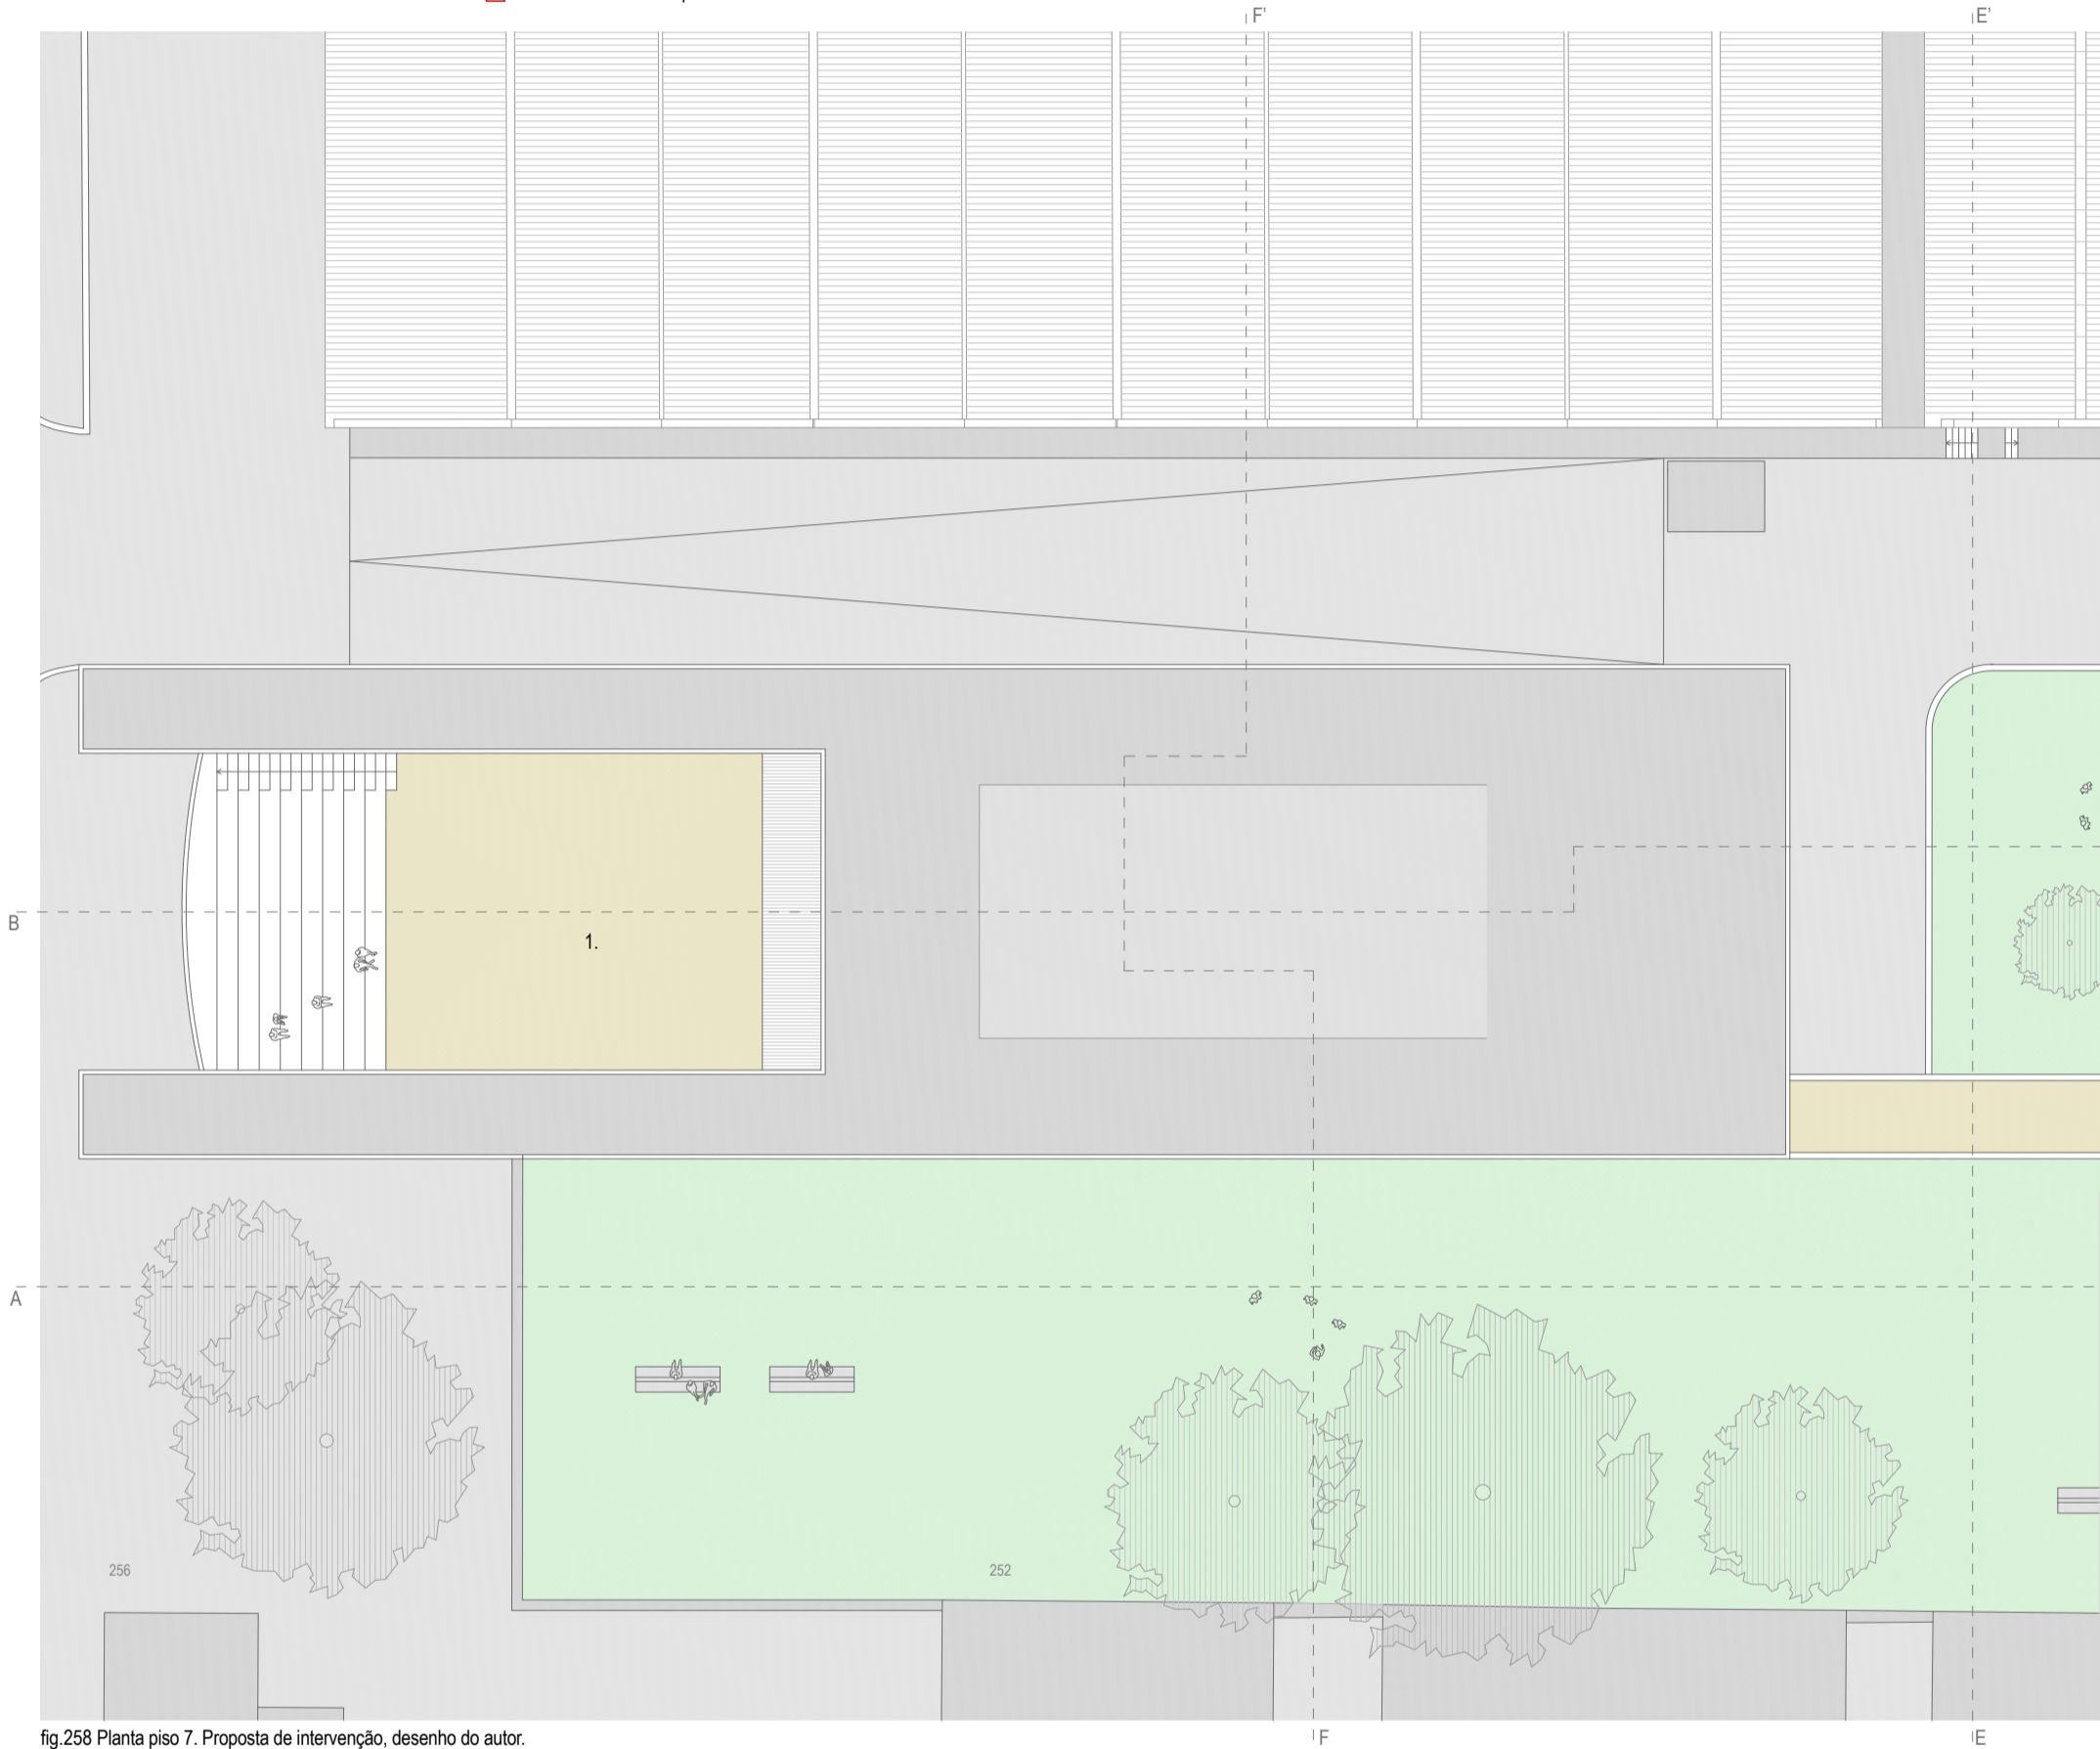 F'
E'
B
1.
A
256
252
fig.258 Planta piso 7. Proposta de intervenção, desenho do autor.
F
E